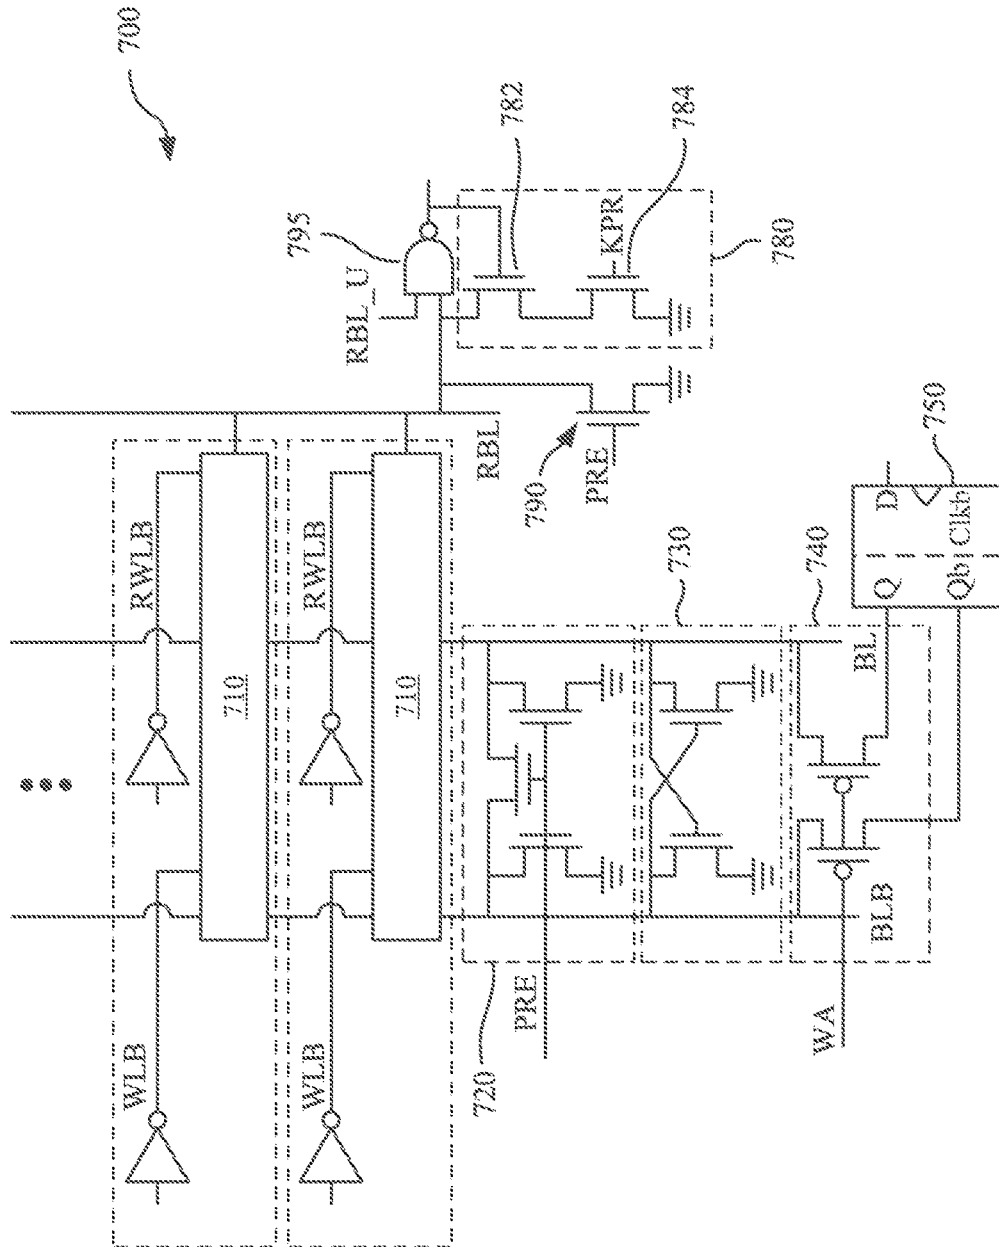 700
WLB
RWLB
710
WLB
RWLB
710
RBL
RBL_U
795
782
KPR
784
780
790
PRE
720
PRE
730
WA
BLB
BL
740
Q
D
Qb
Clkb
750